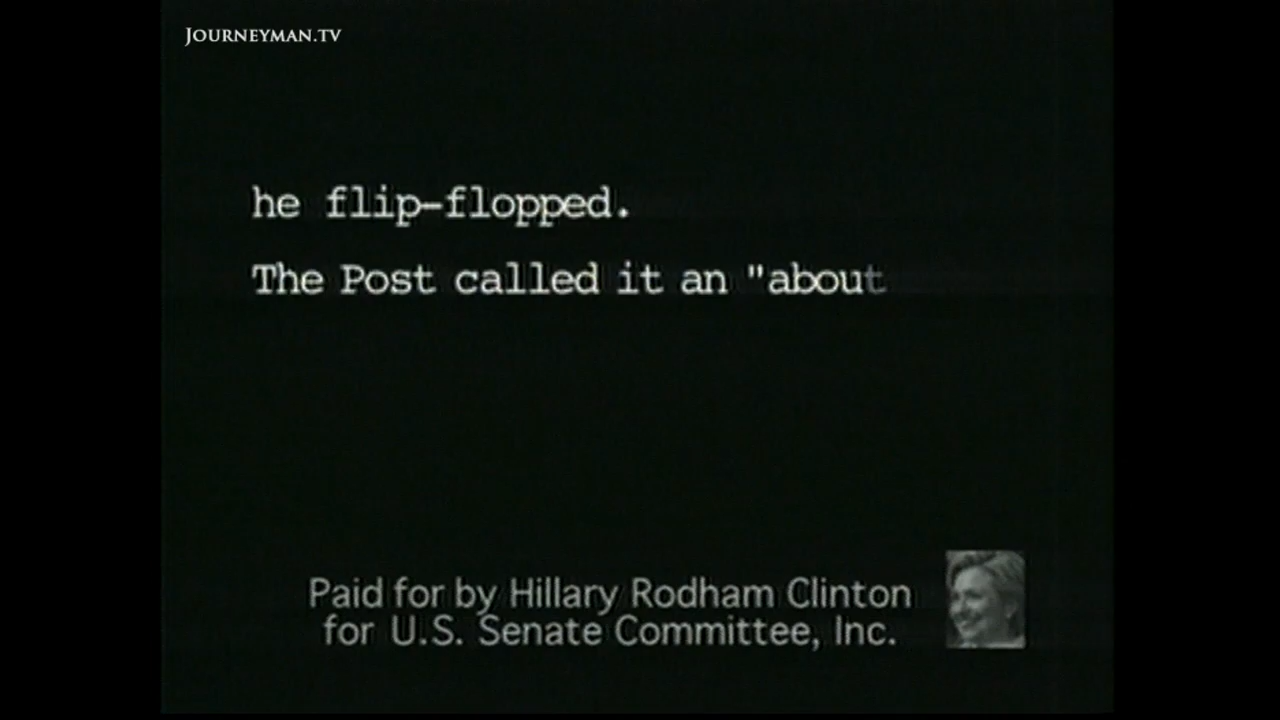 JOURNEYMAN.TV
he flip-flopped.
The Post called it an "about
Paid for by Hillary Rodham Clinton
for U.S. Senate Committee, Inc.